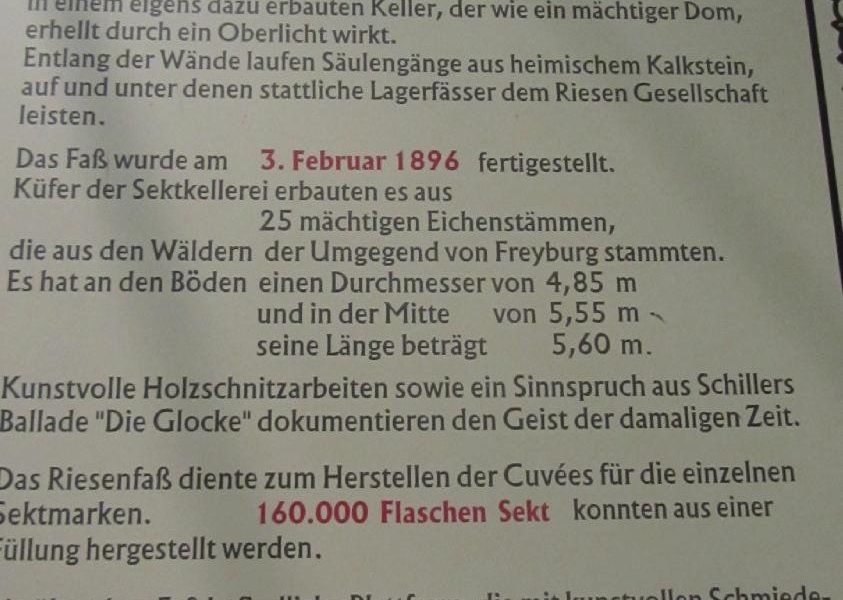 in einem eigens dazu erbauten Keller, der wie ein mächtiger Dom,
erhellt durch ein Oberlicht wirkt.
Entlang der Wände laufen Säulengänge aus heimischem Kalkstein,
auf und unter denen stattliche Lagerfässer dem Riesen Gesellschaft
leisten.
Das Faß wurde am 3. Februar 1896 fertigestellt.
Küfer der Sektkellerei erbauten es aus
25 mächtigen Eichenstämmen,
die aus den Wäldern der Umgegend von Freyburg stammten.
Es hat an den Böden einen Durchmesser von 4,85 m
und in der Mitte von 5,55 m
seine Länge beträgt 5,60 m.
Kunstvolle Holzschnitzarbeiten sowie ein Sinnspruch aus Schillers
Ballade "Die Glocke" dokumentieren den Geist der damaligen Zeit.
Das Riesenfaß diente zum Herstellen der Cuvées für die einzelnen
Sektmarken. 160.000 Flaschen Sekt konnten aus einer
Füllung hergestellt werden.
die mit kunstvollen Schmiede-